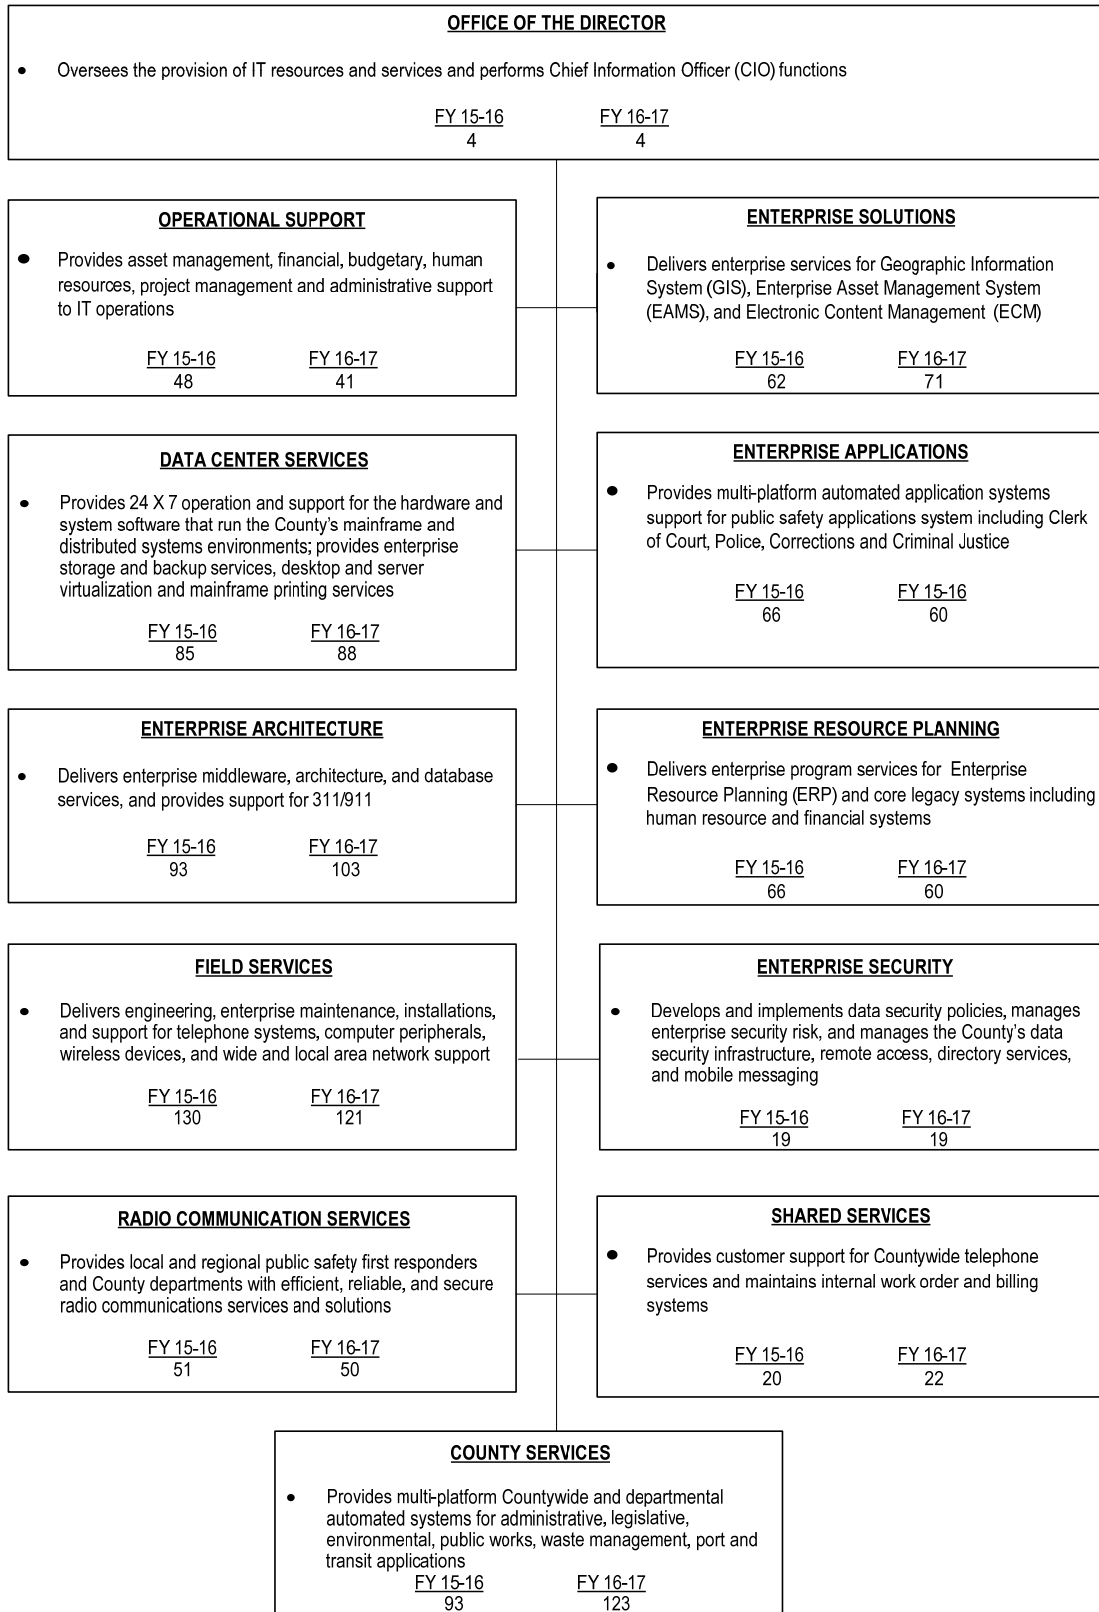 OFFICE OF THE DIRECTOR
• Oversees the provision of IT resources and services and performs Chief Information Officer (CIO) functions
FY 15-16 FY 16-17
4 4
OPERATIONAL SUPPORT
• Provides asset management, financial, budgetary, human
resources, project management and administrative support
to IT operations
FY 15-16 FY 16-17
48 41
ENTERPRISE SOLUTIONS
• Delivers enterprise services for Geographic Information
System (GIS), Enterprise Asset Management System
(EAMS), and Electronic Content Management (ECM)
FY 15-16 FY 16-17
62 71
DATA CENTER SERVICES
• Provides 24 X 7 operation and support for the hardware and
system software that run the County's mainframe and
distributed systems environments; provides enterprise
storage and backup services, desktop and server
virtualization and mainframe printing services
FY 15-16 FY 16-17
85 88
ENTERPRISE APPLICATIONS
• Provides multi-platform automated application systems
support for public safety applications system including Clerk
of Court, Police, Corrections and Criminal Justice
FY 15-16 FY 15-16
66 60
ENTERPRISE ARCHITECTURE
• Delivers enterprise middleware, architecture, and database
services, and provides support for 311/911
FY 15-16 FY 16-17
93 103
ENTERPRISE RESOURCE PLANNING
• Delivers enterprise program services for Enterprise
Resource Planning (ERP) and core legacy systems including
human resource and financial systems
FY 15-16 FY 16-17
66 60
FIELD SERVICES
• Delivers engineering, enterprise maintenance, installations,
and support for telephone systems, computer peripherals,
wireless devices, and wide and local area network support
FY 15-16 FY 16-17
130 121
ENTERPRISE SECURITY
• Develops and implements data security policies, manages
enterprise security risk, and manages the County's data
security infrastructure, remote access, directory services,
and mobile messaging
FY 15-16 FY 16-17
19 19
RADIO COMMUNICATION SERVICES
• Provides local and regional public safety first responders
and County departments with efficient, reliable, and secure
radio communications services and solutions
FY 15-16 FY 16-17
51 50
SHARED SERVICES
• Provides customer support for Countywide telephone
services and maintains internal work order and billing
systems
FY 15-16 FY 16-17
20 22
COUNTY SERVICES
• Provides multi-platform Countywide and departmental
automated systems for administrative, legislative,
environmental, public works, waste management, port and
transit applications
FY 15-16 FY 16-17
93 123